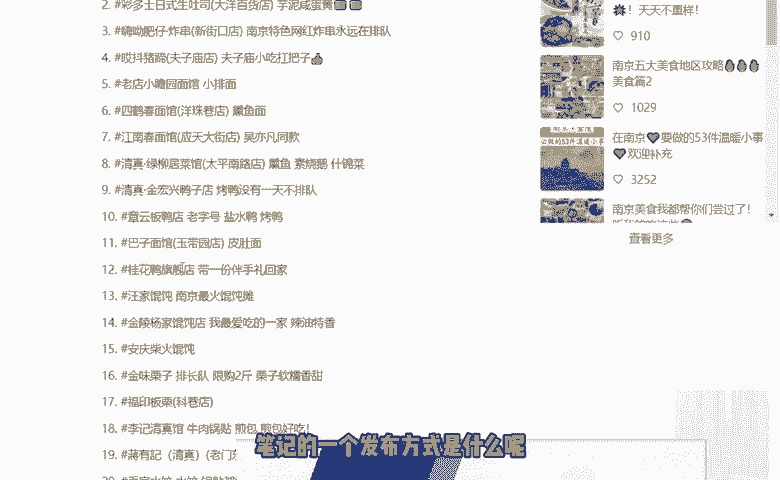 2. #彩多士日式生吐司(大洋百货店) 芋泥咸蛋黄
3. #嗨呦肥仔·炸串(新街口店) 南京特色网红炸串永远在排队
4. #哎抖猪蹄(夫子庙店) 夫子庙小吃扛把子
5. #老店小瞻园面馆 小排面
6. #四鹤春面馆(洋珠巷店) 熏鱼面
7. #江南春面馆(应天大街店) 吴亦凡同款
8. #清真·绿柳居菜馆(太平南路店) 熏鱼 素烧鹅 什锦菜
9. #清真·金宏兴鸭子店 烤鸭没有一天不排队
10. #章云板鸭店 老字号 盐水鸭 烤鸭
11. #巴子面馆(玉带园店) 皮肚面
12. #桂花鸭旗舰店 带一份伴手礼回家
13. #汪家馄饨 南京最火馄饨摊
14. #金陵杨家馄饨店 我最爱吃的一家 辣油特香
15. #安庆柴火馄饨
16. #金味栗子 排长队 限购2斤 栗子软糯香甜
17. #福印板栗(科巷店)
18. #李记清真馆 牛肉锅贴 煎包 煎包好吃!
19. #蒋有記（清真）(老门东
！天天不重样！
910
南京五大美食地区攻略
美食篇2
1029
在南京要做的53件温暖小事
欢迎补充
3252
南京美食我都帮你们尝过了！
查看更多
笔记的一个发布方式是什么呢